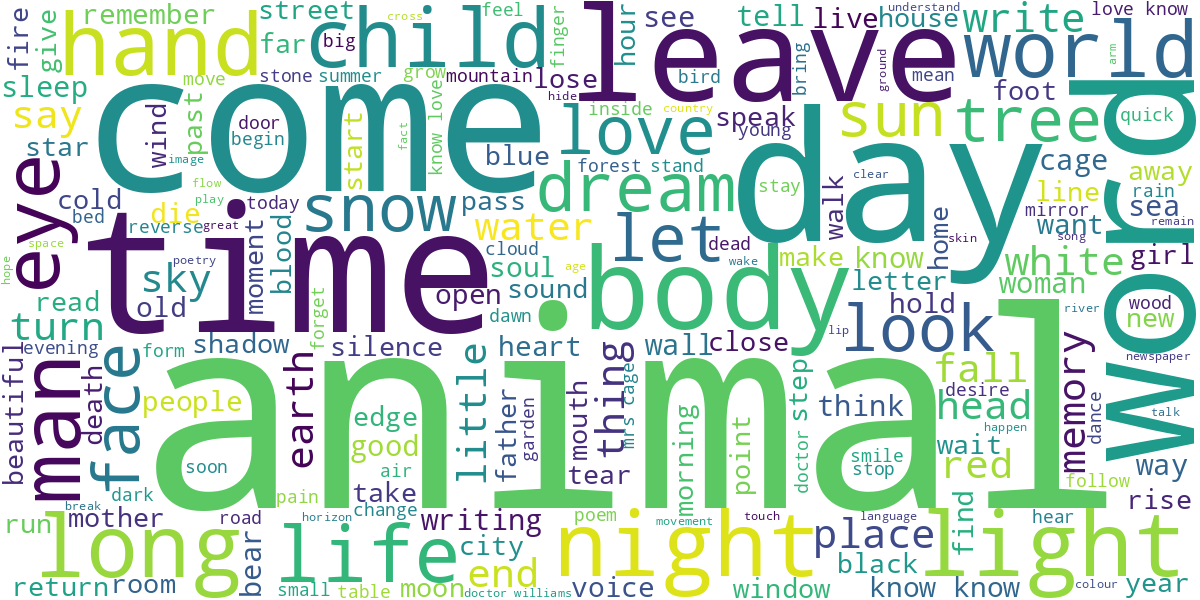 fire
give
remember
hand
street
far
child
big
cross
feel
finger
leave
hour
see
tell
live
house
understand
write
love know
world
arm
sleep
say
star
move
past
wind
door
begin
come
stone
summer
grow
mountain
lose
hide
bird
bring
ground
mean
foot
start
fact
know love
inside
country
love
speak
young
sun
tree
quick
word
eye
cold
bed
image
flow
play
die
reverse
great
today
snow
pass
blue
forest
stand
dream
stay
day
clear
walk
cage
line
mirror
away
rain
sea
remain
want
space
hope
sky
poetry
moment
blood
time
water
cloud
soul
age
let
dead
wake
make
know
home
skin
song
white
woman
girl
read
old
turn
forget
open
sound
dawn
body
letter
hold
look
lip
river
wood
new
newspaper
beautiful
evening
man
death
face
form
shadow
silence
heart
wall
close
fall
desire
memory
dance
talk
people
earth
edge
good
air
little
father
garden
mouth
thing
mrs cage
tear
morning
point
doctor
step
think
head
happen
wait
way
soon
animal
smile
stop
red
follow
rise
dark
break
pain
take
change
run
mother
road
horizon
writing
poem
movement
touch
language
place
find
hear
light
long
bear
life
city
end
night
voice
window
black
return
room
small
table
moon
doctor williams
know know
colour
year